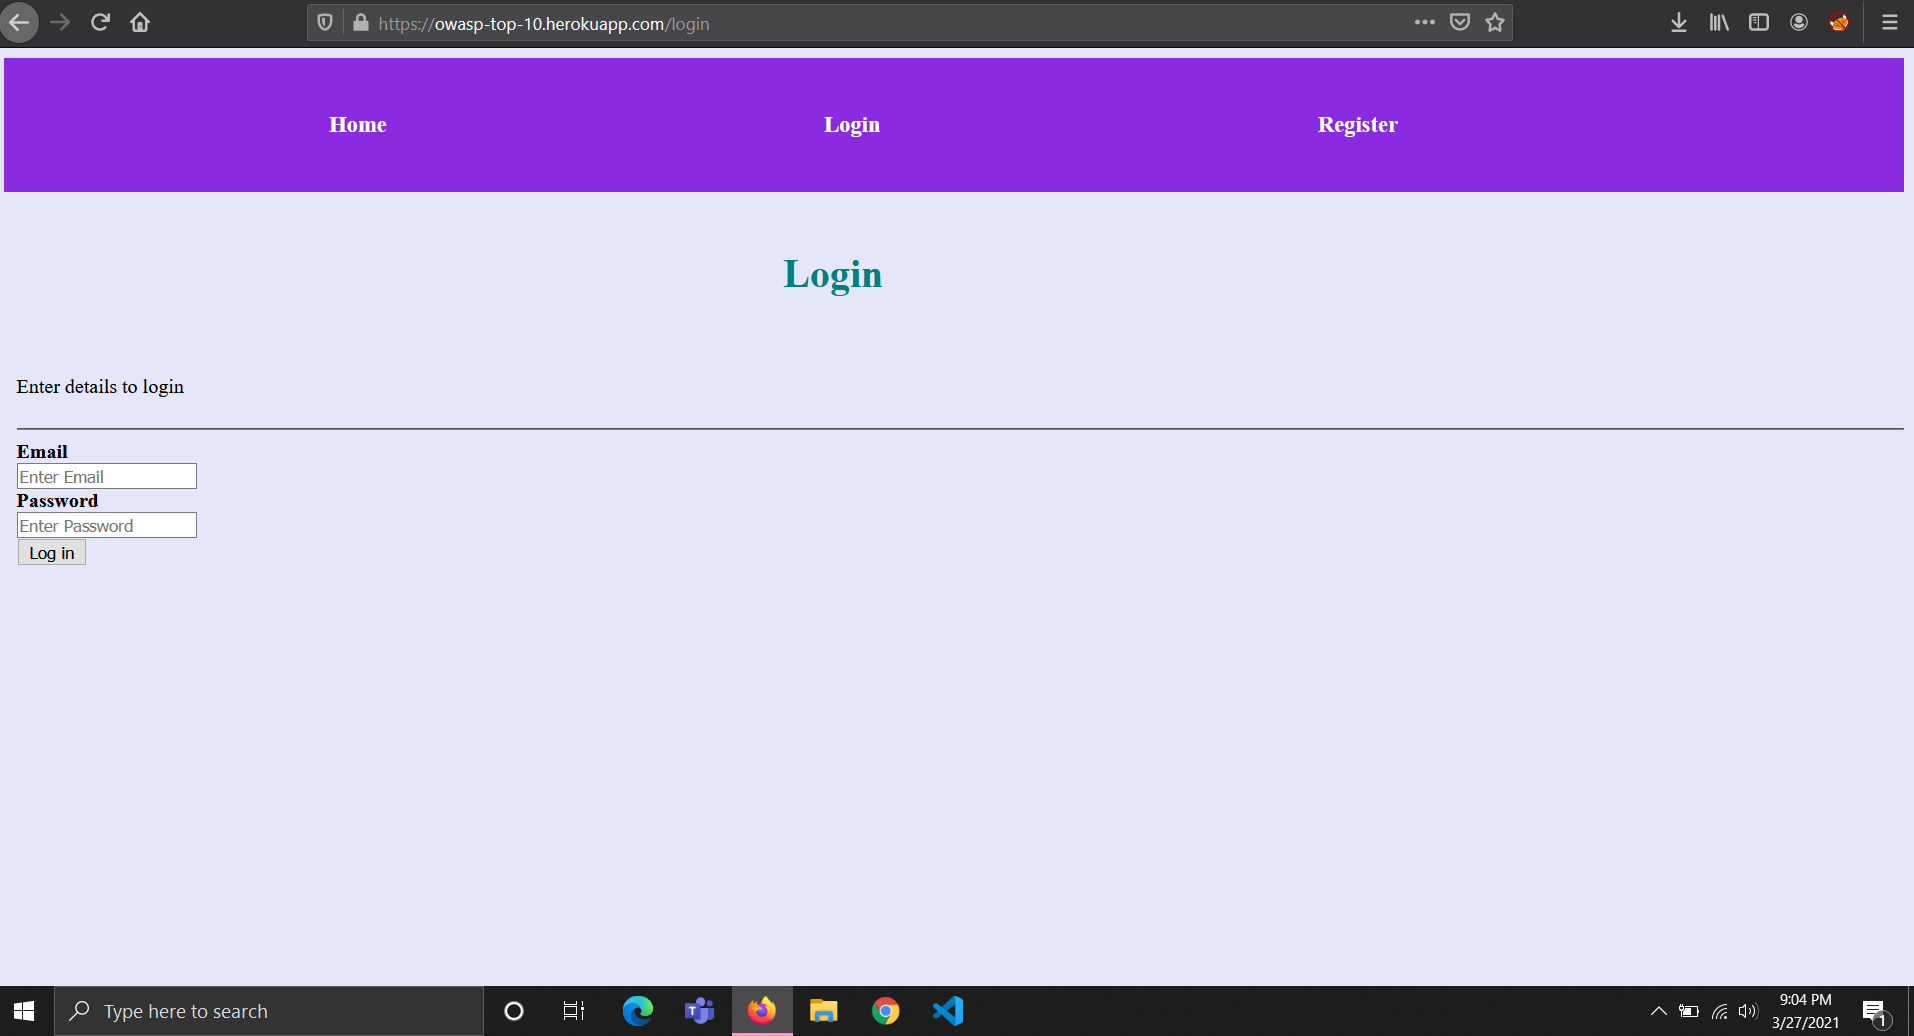 https://owasp-top-10.herokuapp.com/login
Home Login Register
Login
Enter details to login
Email
Enter Email
Password
Enter Password
Log in
Type here to search
9:04 PM
3/27/2021
1